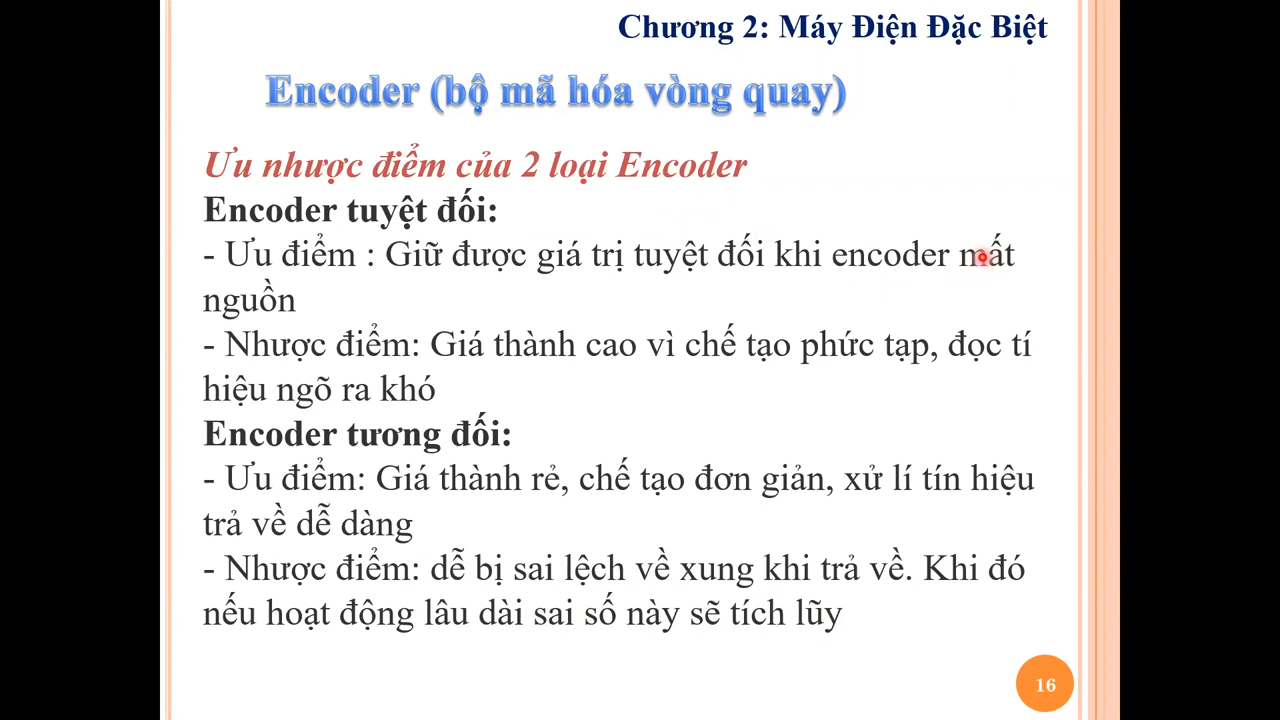 Chương 2: Máy Điện Đặc Biệt
Encoder (bộ mã hóa vòng quay)
Ưu nhược điểm của 2 loại Encoder
Encoder tuyệt đối:
- Ưu điểm : Giữ được giá trị tuyệt đối khi encoder mất
nguồn
- Nhược điểm: Giá thành cao vì chế tạo phức tạp, đọc tí
hiệu ngõ ra khó
Encoder tương đối:
- Ưu điểm: Giá thành rẻ, chế tạo đơn giản, xử lí tín hiệu
trả về dễ dàng
- Nhược điểm: dễ bị sai lệch về xung khi trả về. Khi đó
nếu hoạt động lâu dài sai số này sẽ tích lũy
16